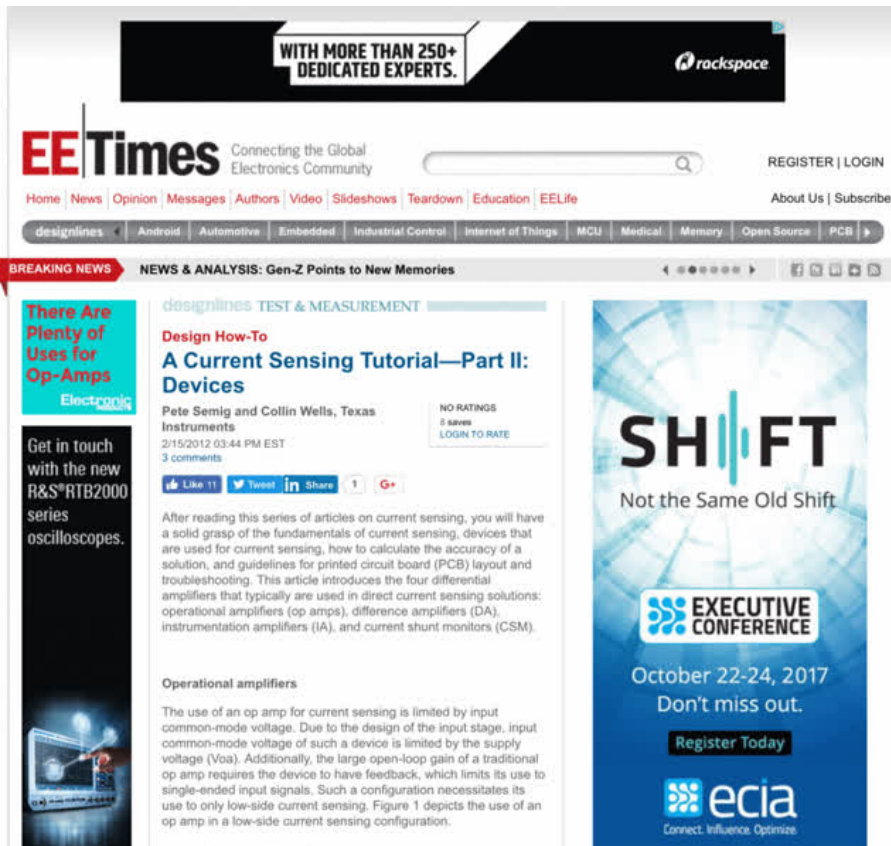 WITH MORE THAN 250+
DEDICATED EXPERTS.
rackspace
EE Times
Connecting the Global
Electronics Community
REGISTER | LOGIN
Home News Opinion Messages Authors Video Slideshows Teardown Education EELife
About Us | Subscribe
designlines Android Automotive Embedded Industrial Control Internet of Things MCU Medical Memory Open Source PCB
BREAKING NEWS
NEWS & ANALYSIS: Gen-Z Points to New Memories
There Are
Plenty of
Uses for
Op-Amps
Electronic
PRODUCTS
Get in touch
with the new
R&S®RTB2000
series
oscilloscopes.
designlines TEST & MEASUREMENT
Design How-To
A Current Sensing Tutorial—Part II:
Devices
Pete Semig and Collin Wells, Texas
Instruments
2/15/2012 03:44 PM EST
3 comments
NO RATINGS
8 saves
LOGIN TO RATE
Like 11 Tweet in Share 1 G+
After reading this series of articles on current sensing, you will have
a solid grasp of the fundamentals of current sensing, devices that
are used for current sensing, how to calculate the accuracy of a
solution, and guidelines for printed circuit board (PCB) layout and
troubleshooting. This article introduces the four differential
amplifiers that typically are used in direct current sensing solutions:
operational amplifiers (op amps), difference amplifiers (DA),
instrumentation amplifiers (IA), and current shunt monitors (CSM).
Operational amplifiers
The use of an op amp for current sensing is limited by input
common-mode voltage. Due to the design of the input stage, input
common-mode voltage of such a device is limited by the supply
voltage (Voa). Additionally, the large open-loop gain of a traditional
op amp requires the device to have feedback, which limits its use to
single-ended input signals. Such a configuration necessitates its
use to only low-side current sensing. Figure 1 depicts the use of an
op amp in a low-side current sensing configuration.
SHIFT
Not the Same Old Shift
EXECUTIVE
CONFERENCE
October 22-24, 2017
Don't miss out.
Register Today
ecia
Connect. Influence. Optimize.